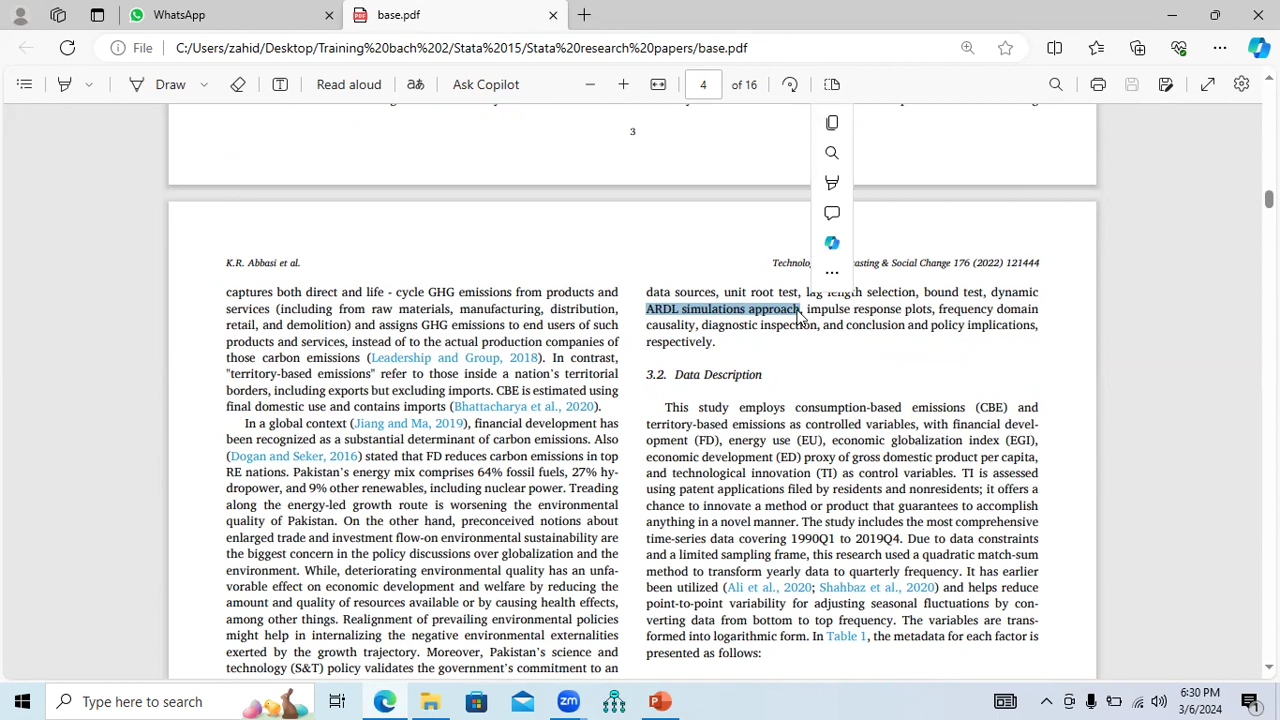 WhatsApp
base.pdf
File
C:/Users/zahid/Desktop/Training%20bach%202/Stata%2015/Stata%20research%20papers/base.pdf
Draw
Read aloud
aあ
Ask Copilot
4
of 16
3
K.R. Abbasi et al.
Technolo
casting & Social Change 176 (2022) 121444
captures both direct and life - cycle GHG emissions from products and
services (including from raw materials, manufacturing, distribution,
retail, and demolition) and assigns GHG emissions to end users of such
products and services, instead of to the actual production companies of
those carbon emissions (Leadership and Group, 2018). In contrast,
"territory-based emissions" refer to those inside a nation's territorial
borders, including exports but excluding imports. CBE is estimated using
final domestic use and contains imports (Bhattacharya et al., 2020).
In a global context (Jiang and Ma, 2019), financial development has
been recognized as a substantial determinant of carbon emissions. Also
(Dogan and Seker, 2016) stated that FD reduces carbon emissions in top
RE nations. Pakistan's energy mix comprises 64% fossil fuels, 27% hy-
dropower, and 9% other renewables, including nuclear power. Treading
along the energy-led growth route is worsening the environmental
quality of Pakistan. On the other hand, preconceived notions about
enlarged trade and investment flow-on environmental sustainability are
the biggest concern in the policy discussions over globalization and the
environment. While, deteriorating environmental quality has an unfa-
vorable effect on economic development and welfare by reducing the
amount and quality of resources available or by causing health effects,
among other things. Realignment of prevailing environmental policies
might help in internalizing the negative environmental externalities
exerted by the growth trajectory. Moreover, Pakistan's science and
technology (S&T) policy validates the government's commitment to an
data sources, unit root test, lag length selection, bound test, dynamic
ARDL simulations approach, impulse response plots, frequency domain
causality, diagnostic inspection, and conclusion and policy implications,
respectively.
3.2. Data Description
This study employs consumption-based emissions (CBE) and
territory-based emissions as controlled variables, with financial devel-
opment (FD), energy use (EU), economic globalization index (EGI),
economic development (ED) proxy of gross domestic product per capita,
and technological innovation (TI) as control variables. TI is assessed
using patent applications filed by residents and nonresidents; it offers a
chance to innovate a method or product that guarantees to accomplish
anything in a novel manner. The study includes the most comprehensive
time-series data covering 1990Q1 to 2019Q4. Due to data constraints
and a limited sampling frame, this research used a quadratic match-sum
method to transform yearly data to quarterly frequency. It has earlier
been utilized (Ali et al., 2020; Shahbaz et al., 2020) and helps reduce
point-to-point variability for adjusting seasonal fluctuations by con-
verting data from bottom to top frequency. The variables are trans-
formed into logarithmic form. In Table 1, the metadata for each factor is
presented as follows:
Type here to search
6:30 PM
3/6/2024